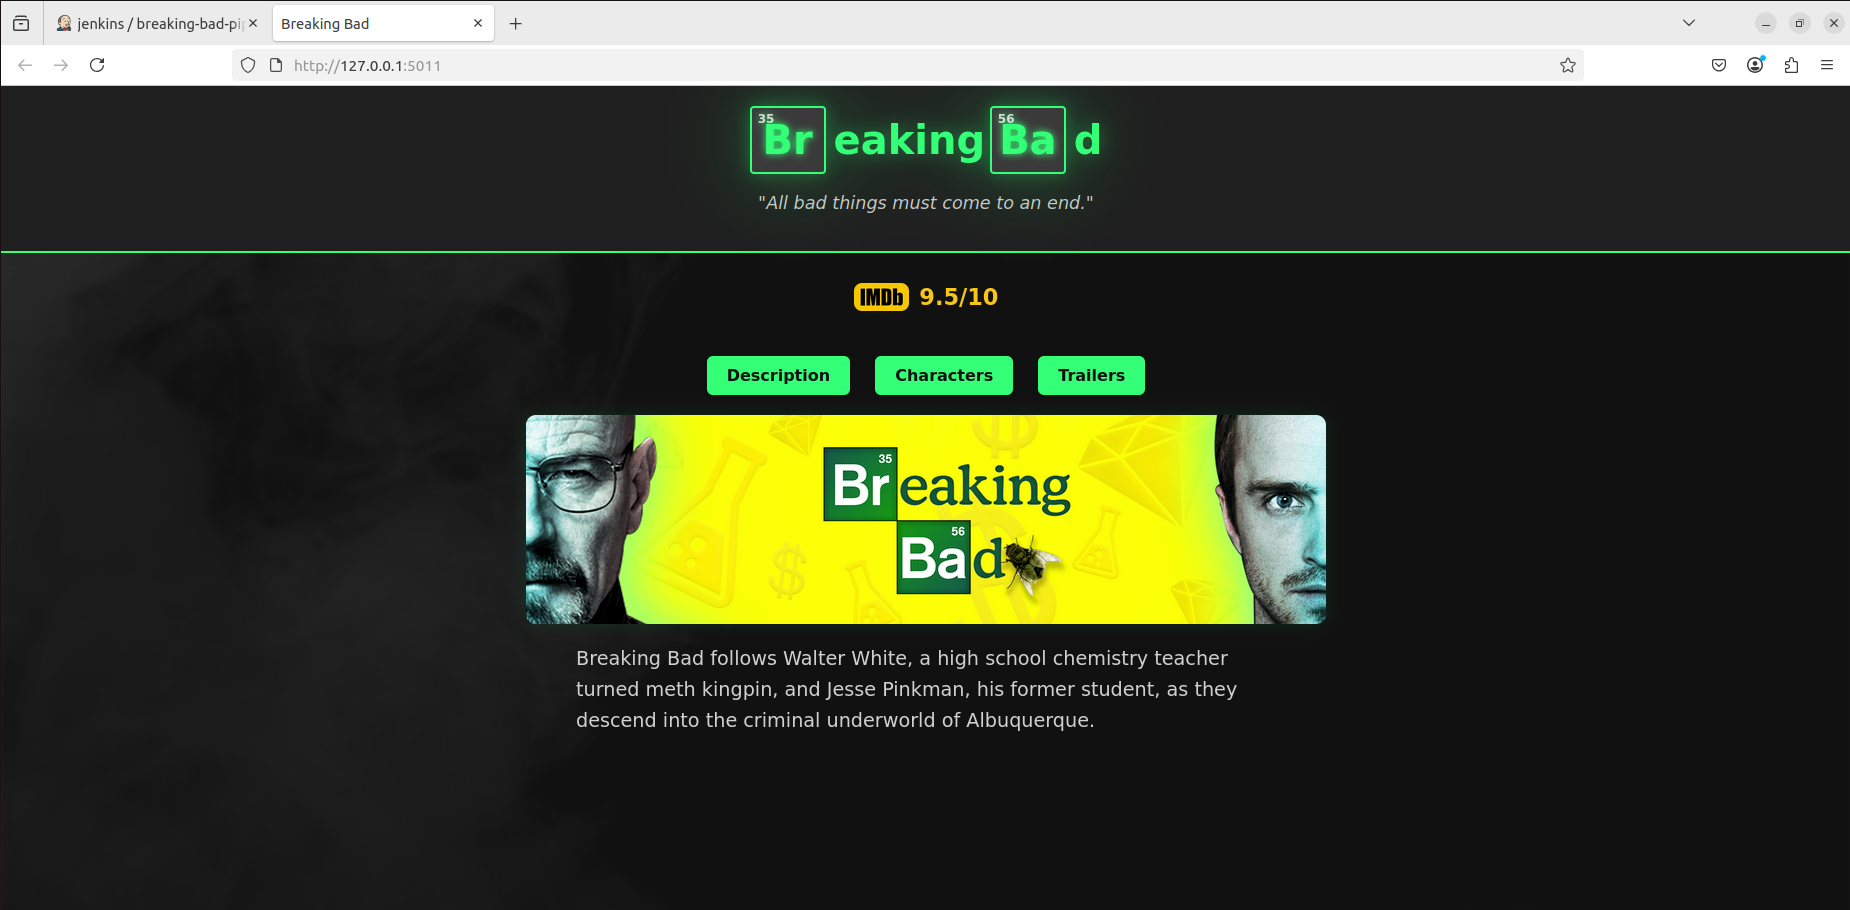 jenkins / breaking-bad-pi
Breaking Bad
http://127.0.0.1:5011
35
Br eaking
56
Ba d
"All bad things must come to an end."
IMDb 9.5/10
Description Characters Trailers
35
Breaking
56
Bad
Breaking Bad follows Walter White, a high school chemistry teacher
turned meth kingpin, and Jesse Pinkman, his former student, as they
descend into the criminal underworld of Albuquerque.